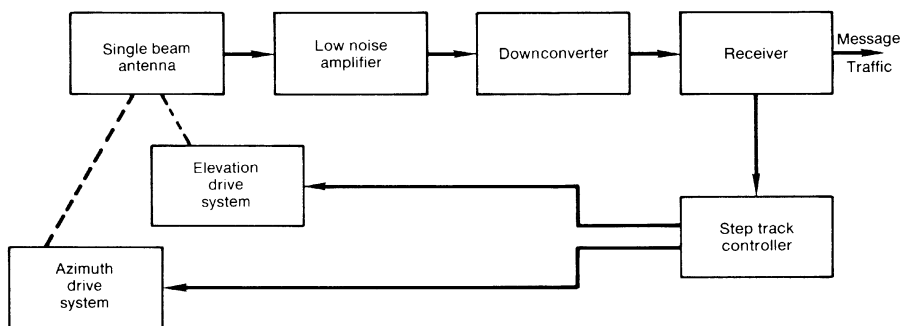 Single beam
antenna
Low noise
amplifier
Downconverter
Receiver
Message
Traffic
Elevation
drive
system
Step track
controller
Azimuth
drive
system